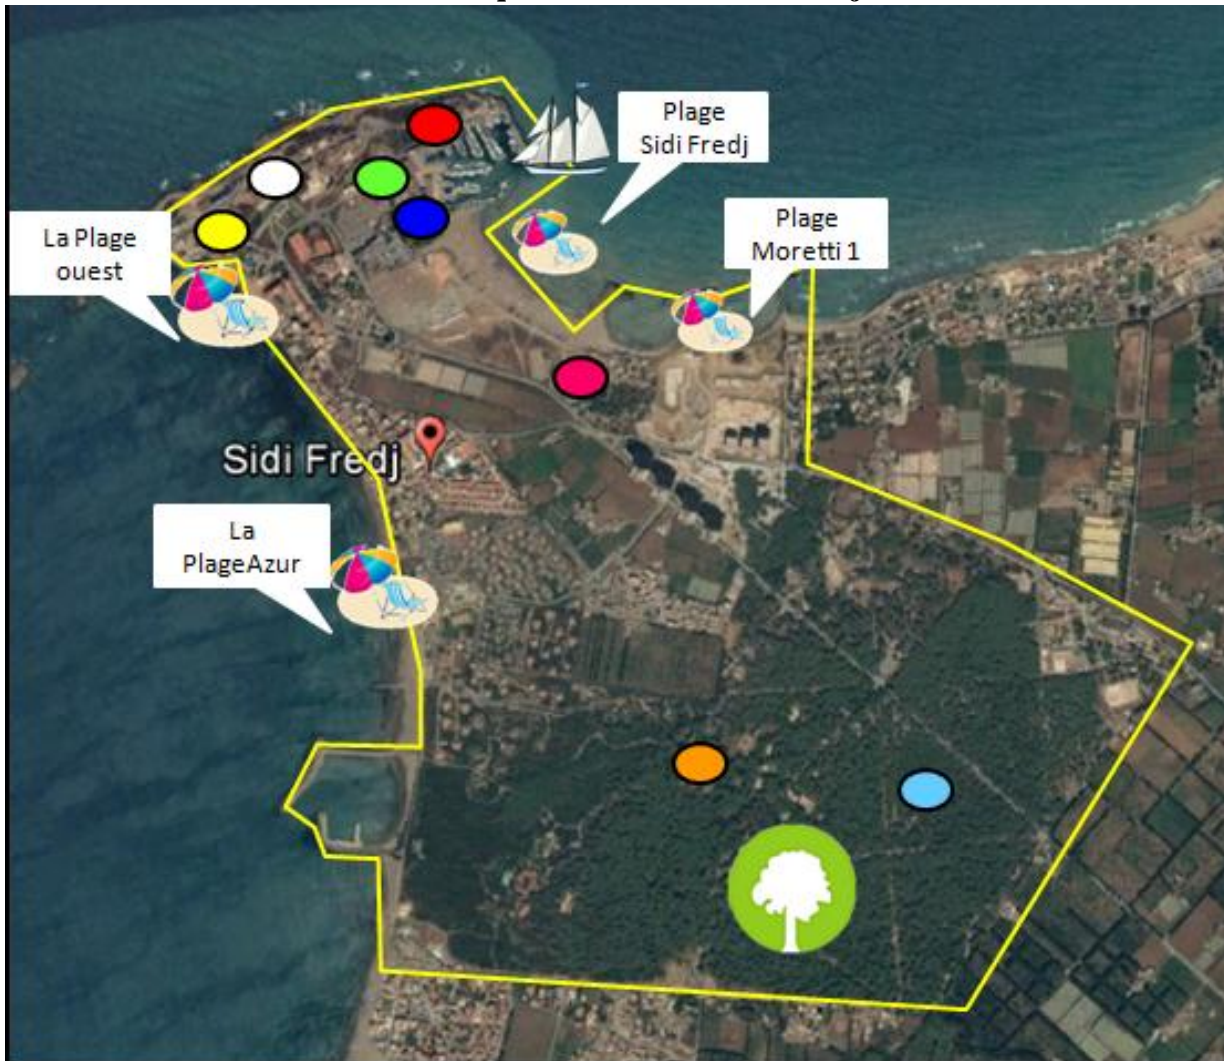 Plage
Sidi Fredj
Plage
Moretti 1
La Plage
ouest
Sidi Fredj
La
PlageAzur